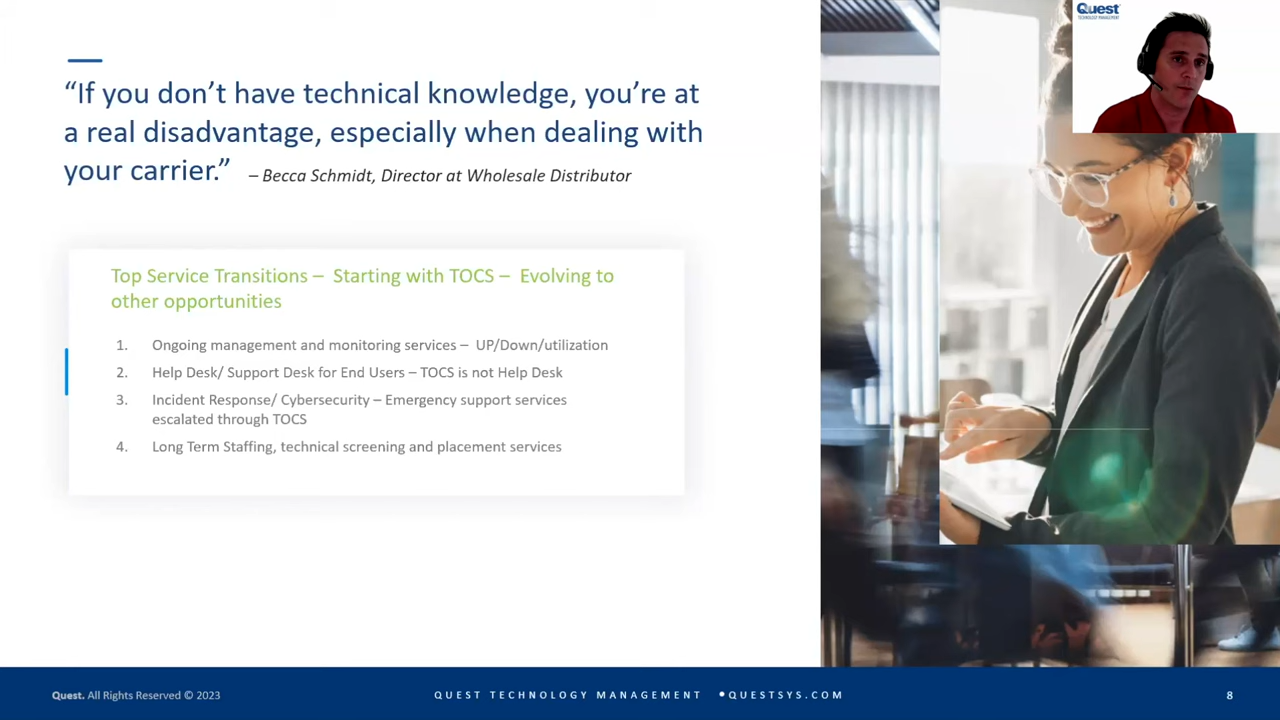 “If you don’t have technical knowledge, you’re at
a real disadvantage, especially when dealing with
your carrier.” – Becca Schmidt, Director at Wholesale Distributor
Top Service Transitions – Starting with TOCS – Evolving to
other opportunities
1. Ongoing management and monitoring services – UP/Down/utilization
2. Help Desk/ Support Desk for End Users – TOCS is not Help Desk
3. Incident Response/ Cybersecurity – Emergency support services
escalated through TOCS
4. Long Term Staffing, technical screening and placement services
Quest
TECHNOLOGY MANAGEMENT
Quest. All Rights Reserved © 2023
QUEST TECHNOLOGY MANAGEMENT •QUESTSYS.COM
8